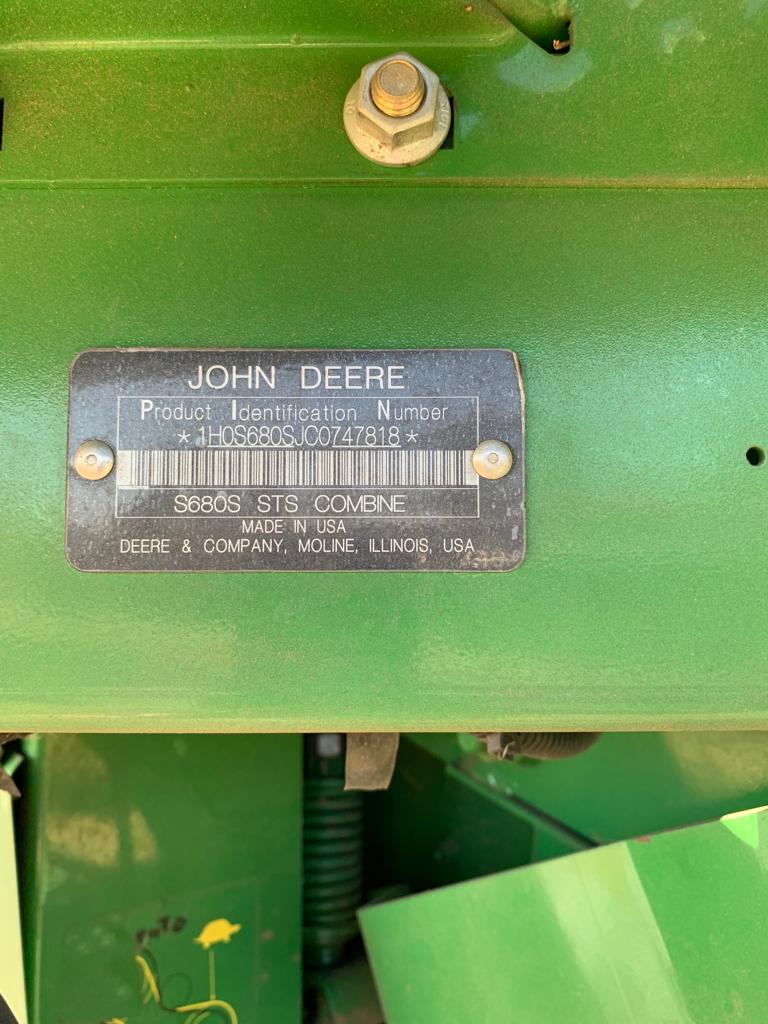 JOHN DEERE
Product Identification Number
*1H0S680SJC0747818*
S680S STS COMBINE
MADE IN USA
DEERE & COMPANY, MOLINE, ILLINOIS, USA